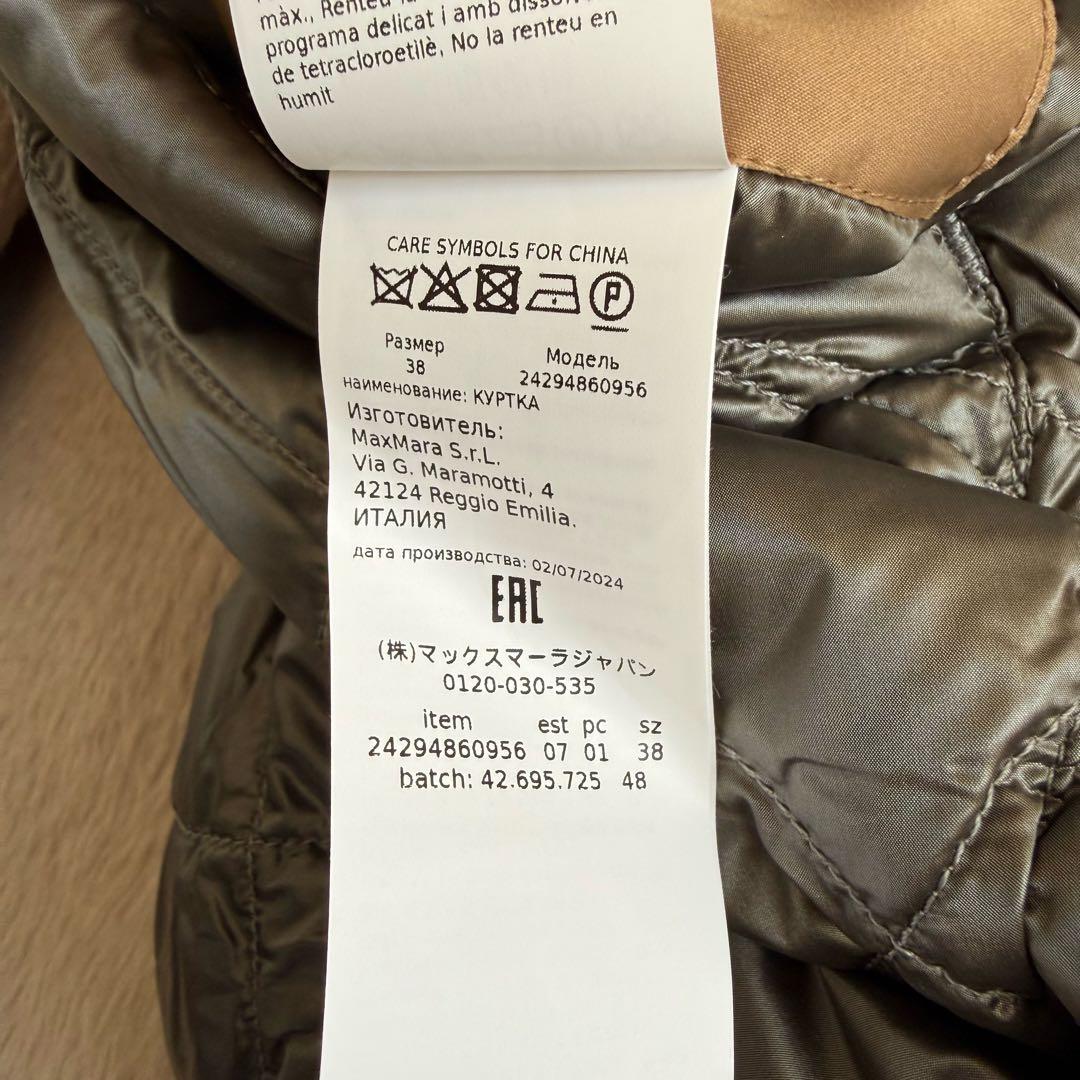 màx., Renteu
programa delicat i amb
de tetracloroetilè, No la renteu en
humit
CARE SYMBOLS FOR CHINA
P
Размер Модель
38 24294860956
наименование: КУРТКА
Изготовитель:
MaxMara S.r.L.
Via G. Maramotti, 4
42124 Reggio Emilia.
ИТАЛИЯ
дата производства: 02/07/2024
EAC
(株)マックスマーラジャパン
0120-030-535
item est pc sz
24294860956 07 01 38
batch: 42.695.725 48